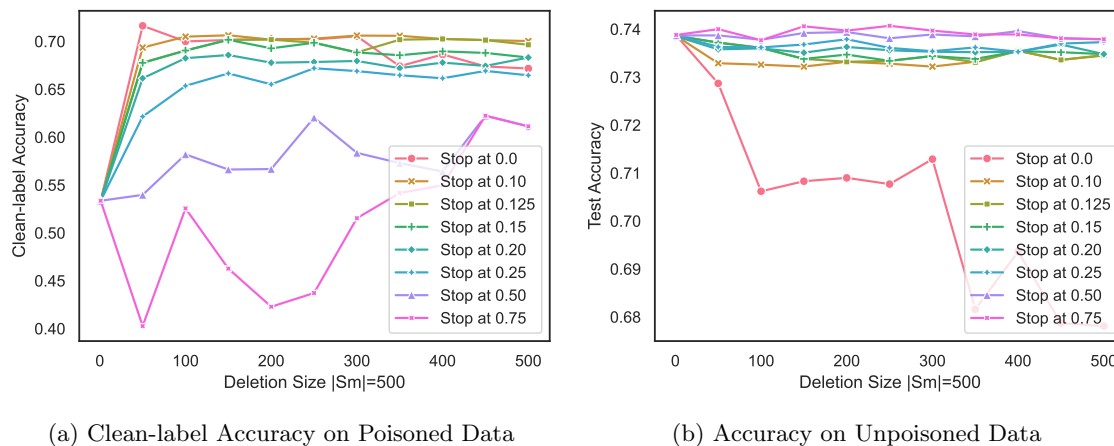 0.70
0.65
0.60
0.55
0.50
0.45
0.40
Clean-label Accuracy
0 100 200 300 400 500
Deletion Size |Sm|=500
Stop at 0.0
Stop at 0.10
Stop at 0.125
Stop at 0.15
Stop at 0.20
Stop at 0.25
Stop at 0.50
Stop at 0.75
(a) Clean-label Accuracy on Poisoned Data
0.74
0.73
0.72
0.71
0.70
0.69
0.68
Test Accuracy
0 100 200 300 400 500
Deletion Size |Sm|=500
Stop at 0.0
Stop at 0.10
Stop at 0.125
Stop at 0.15
Stop at 0.20
Stop at 0.25
Stop at 0.50
Stop at 0.75
(b) Accuracy on Unpoisoned Data